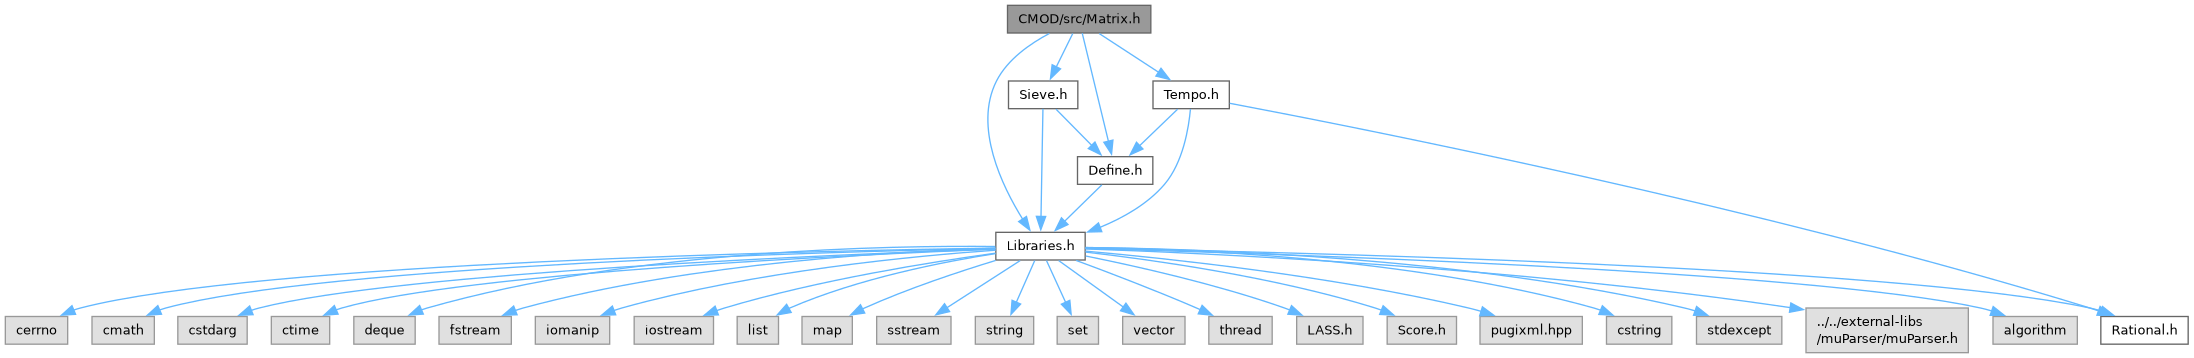 CMOD/src/Matrix.h
Sieve.h
Tempo.h
Define.h
Libraries.h
cerrno
cmath
cstdarg
ctime
deque
fstream
iomanip
iostream
list
map
sstream
string
set
vector
thread
LASS.h
Score.h
pugixml.hpp
cstring
stdexcept
../../external-libs
/muParser/muParser.h
algorithm
Rational.h